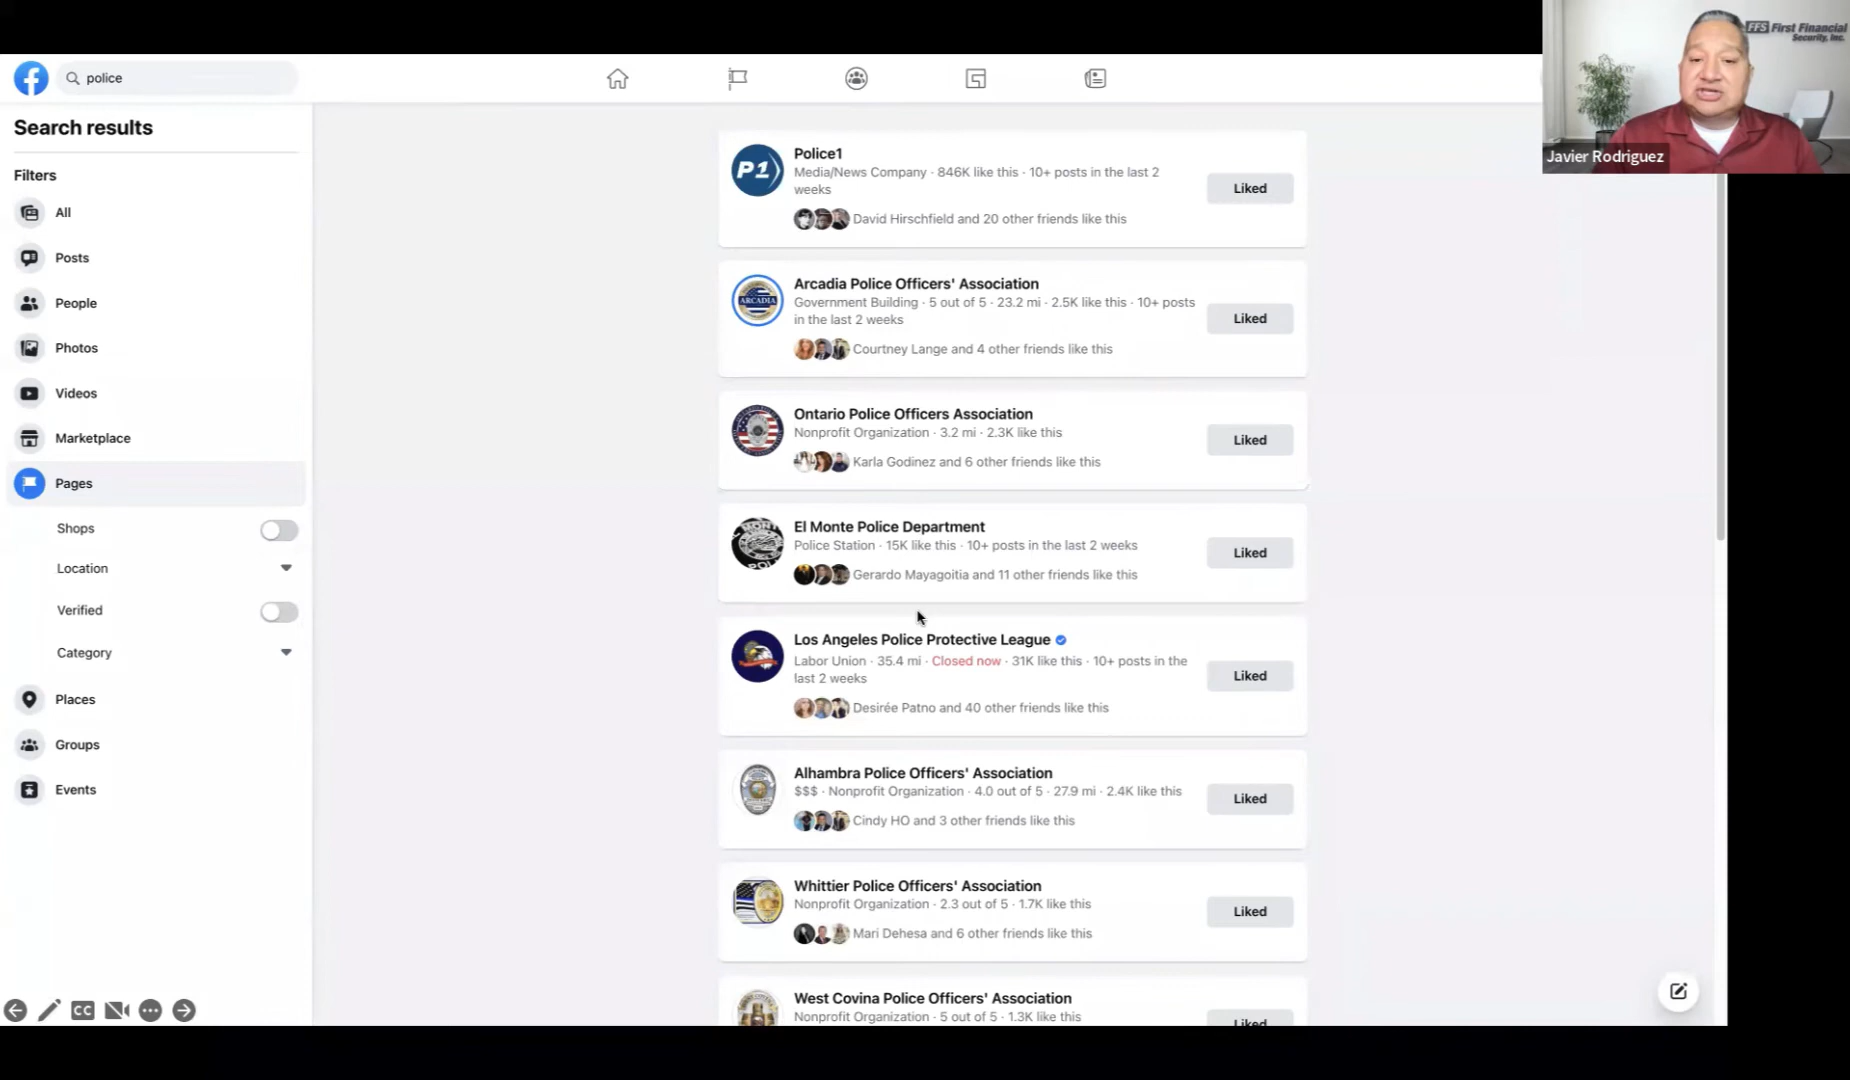 FFS First Financial
Security, Inc.
Javier Rodriguez
police
Search results
Filters
All
Posts
People
Photos
Videos
Marketplace
Pages
Shops
Location
Verified
Category
Places
Groups
Events
CC
P1
Police1
Media/News Company · 846K like this · 10+ posts in the last 2
weeks
David Hirschfield and 20 other friends like this
Liked
ARCADIA
Arcadia Police Officers' Association
Government Building · 5 out of 5 · 23.2 mi · 2.5K like this · 10+ posts
in the last 2 weeks
Courtney Lange and 4 other friends like this
Liked
Ontario Police Officers Association
Nonprofit Organization · 3.2 mi · 2.3K like this
Karla Godinez and 6 other friends like this
Liked
El Monte Police Department
Police Station · 15K like this · 10+ posts in the last 2 weeks
Gerardo Mayagoitia and 11 other friends like this
Liked
Los Angeles Police Protective League
Labor Union · 35.4 mi · Closed now · 31K like this · 10+ posts in the
last 2 weeks
Desirée Patno and 40 other friends like this
Liked
Alhambra Police Officers' Association
$$$ · Nonprofit Organization · 4.0 out of 5 · 27.9 mi · 2.4K like this
Cindy HO and 3 other friends like this
Liked
Whittier Police Officers' Association
Nonprofit Organization · 2.3 out of 5 · 1.7K like this
Mari Dehesa and 6 other friends like this
Liked
West Covina Police Officers' Association
Nonprofit Organization · 5 out of 5 · 1.3K like this
Liked